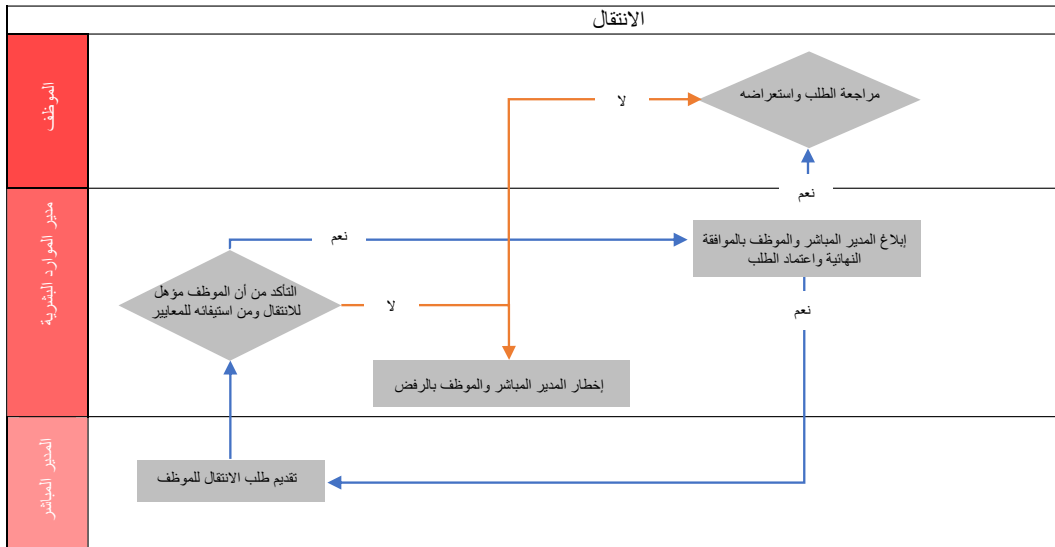 الانتقال
الموظف
مراجعة الطلب واستعراضه
لا
نعم
مدير الموارد البشرية
إبلاغ المدير المباشر والموظف بالموافقة
النهائية واعتماد الطلب
نعم
التأكد من أن الموظف مؤهل
للانتقال ومن استيفائه للمعايير
لا
نعم
إخطار المدير المباشر والموظف بالرفض
المدير المباشر
تقديم طلب الانتقال للموظف